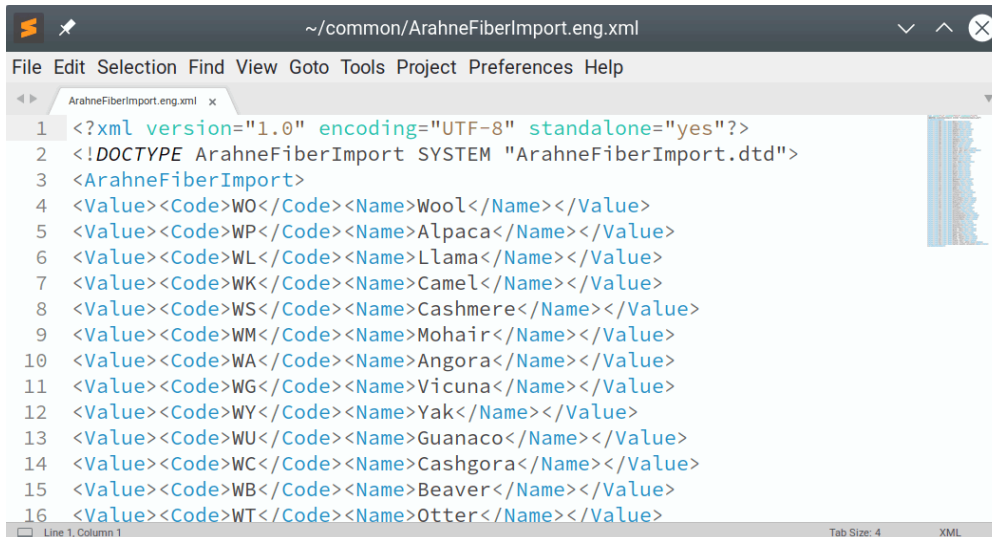 ~/common/ArahneFiberImport.eng.xml
File Edit Selection Find View Goto Tools Project Preferences Help
ArahneFiberImport.eng.xml x
1 <?xml version="1.0" encoding="UTF-8" standalone="yes"?>
2 <!DOCTYPE ArahneFiberImport SYSTEM "ArahneFiberImport.dtd">
3 <ArahneFiberImport>
4 <Value><Code>WO</Code><Name>Wool</Name></Value>
5 <Value><Code>WP</Code><Name>Alpaca</Name></Value>
6 <Value><Code>WL</Code><Name>Llama</Name></Value>
7 <Value><Code>WK</Code><Name>Camel</Name></Value>
8 <Value><Code>WS</Code><Name>Cashmere</Name></Value>
9 <Value><Code>WM</Code><Name>Mohair</Name></Value>
10 <Value><Code>WA</Code><Name>Angora</Name></Value>
11 <Value><Code>WG</Code><Name>Vicuna</Name></Value>
12 <Value><Code>WY</Code><Name>Yak</Name></Value>
13 <Value><Code>WU</Code><Name>Guanaco</Name></Value>
14 <Value><Code>WC</Code><Name>Cashgora</Name></Value>
15 <Value><Code>WB</Code><Name>Beaver</Name></Value>
16 <Value><Code>WT</Code><Name>Otter</Name></Value>
Line 1, Column 1 Tab Size: 4 XML